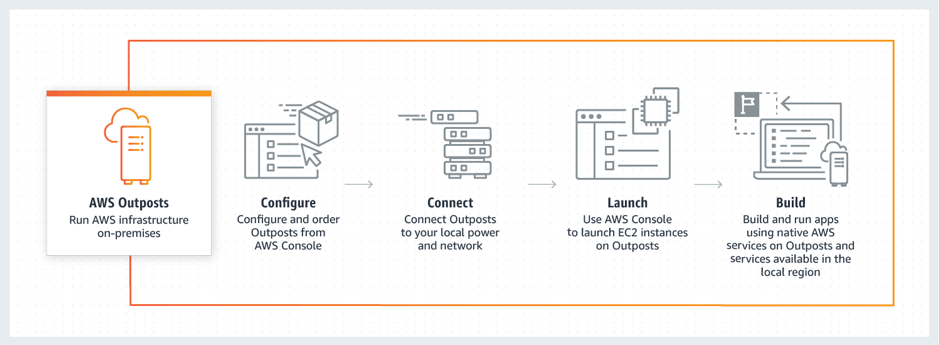 AWS Outposts
Run AWS infrastructure
on-premises
Configure
Configure and order
Outposts from
AWS Console
Connect
Connect Outposts
to your local power
and network
Launch
Use AWS Console
to launch EC2 instances
on Outposts
Build
Build and run apps
using native AWS
services on Outposts and
services available in the
local region